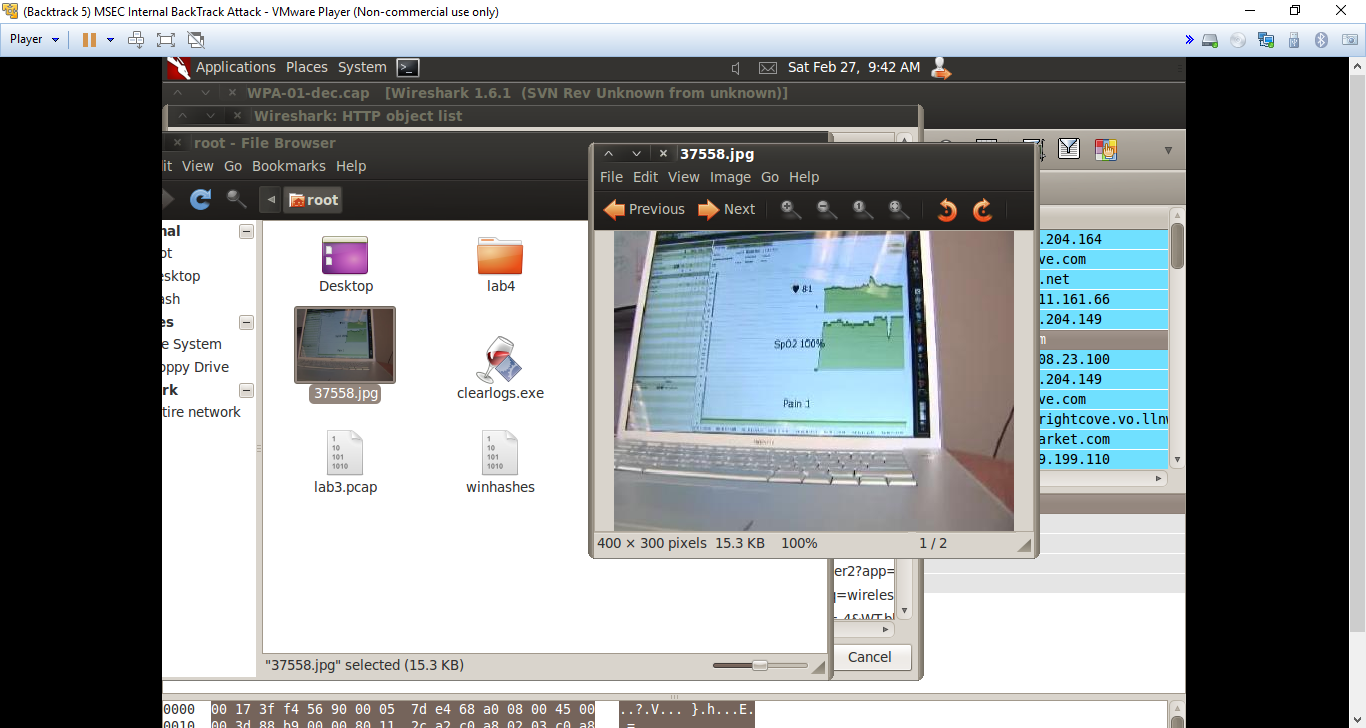 (Backtrack 5) MSEC Internal BackTrack Attack - VMware Player (Non-commercial use only)
Player
Applications Places System Sat Feb 27, 9:42 AM
WPA-01-dec.cap [Wireshark 1.6.1 (SVN Rev Unknown from unknown)]
Wireshark: HTTP object list
root - File Browser
it View Go Bookmarks Help
root
nal
ot
esktop
ash
es
e System
oppy Drive
rk
tire network
Desktop
lab4
37558.jpg
clearlogs.exe
lab3.pcap
winhashes
"37558.jpg" selected (15.3 KB)
37558.jpg
File Edit View Image Go Help
Previous Next
81
SpO2 100%
Pain 1
400 × 300 pixels 15.3 KB 100% 1 / 2
.204.164
ve.com
.net
11.161.66
.204.149
m
08.23.100
.204.149
ve.com
rightcove.vo.llnw
arket.com
9.199.110
er2?app=
=wireles
Cancel
0000 00 17 3f f4 56 90 00 05 7d e4 68 a0 08 00 45 00 ..?.V... }.h...E.
0010 00 3d 88 b9 00 00 80 11 2c a2 c0 a8 02 03 c0 a8